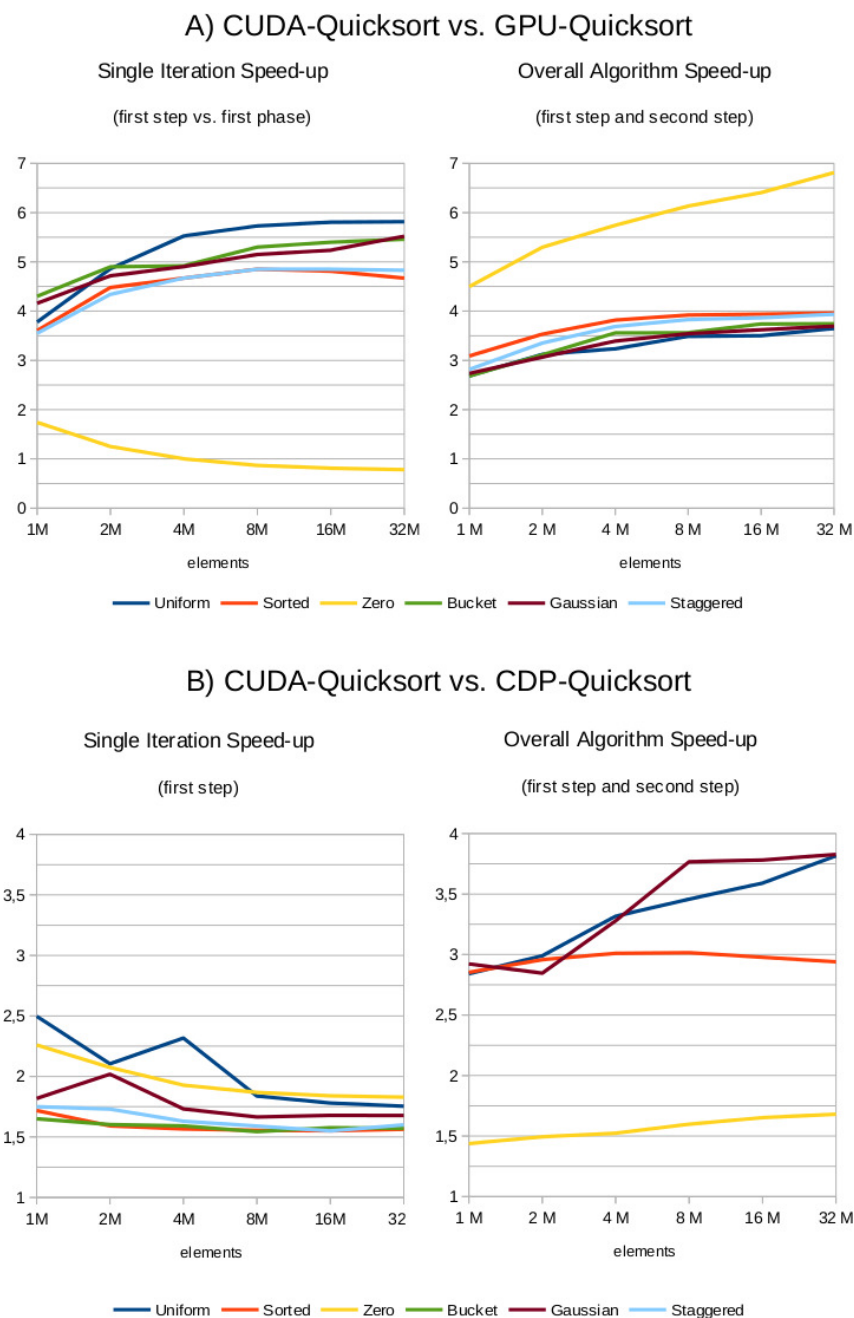 A) CUDA-Quicksort vs. GPU-Quicksort
Single Iteration Speed-up
(first step vs. first phase)
7
6
5
4
3
2
1
0
1M 2M 4M 8M 16M 32M
elements
Overall Algorithm Speed-up
(first step and second step)
7
6
5
4
3
2
1
0
1 M 2 M 4 M 8 M 16 M 32 M
elements
Uniform Sorted Zero Bucket Gaussian Staggered
B) CUDA-Quicksort vs. CDP-Quicksort
Single Iteration Speed-up
(first step)
4
3,5
3
2,5
2
1,5
1
1M 2M 4M 8M 16M 32
elements
Overall Algorithm Speed-up
(first step and second step)
4
3,5
3
2,5
2
1,5
1
1 M 2 M 4 M 8 M 16 M 32 M
elements
Uniform Sorted Zero Bucket Gaussian Staggered